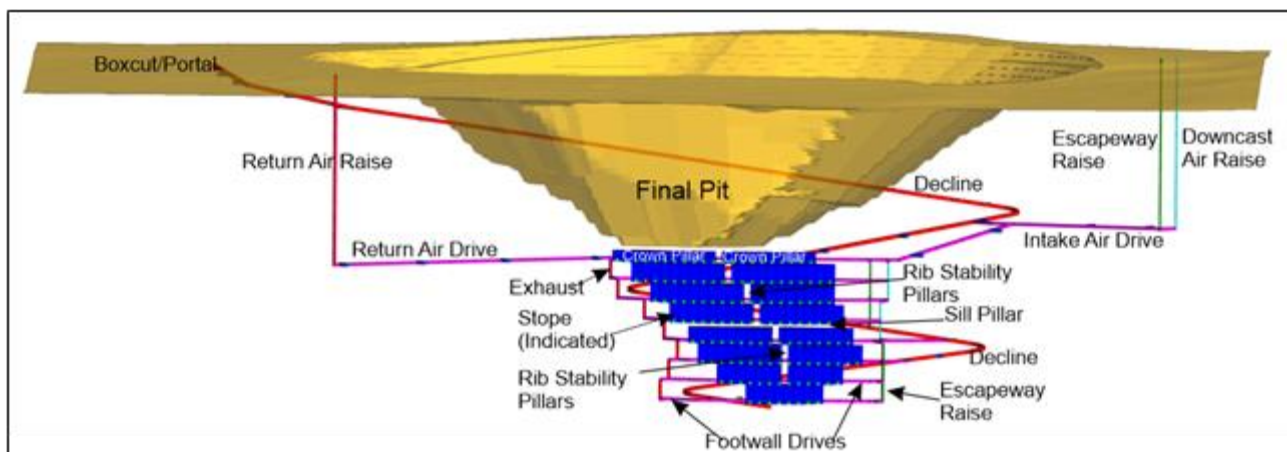 Boxcut/Portal
Return Air Raise
Final Pit
Decline
Escapeway
Raise
Downcast
Air Raise
Return Air Drive
Intake Air Drive
Crown Pillar
Crown Pillar
Exhaust
Rib Stability
Pillars
Stope
(Indicated)
Sill Pillar
Decline
Rib Stability
Pillars
Escapeway
Raise
Footwall Drives